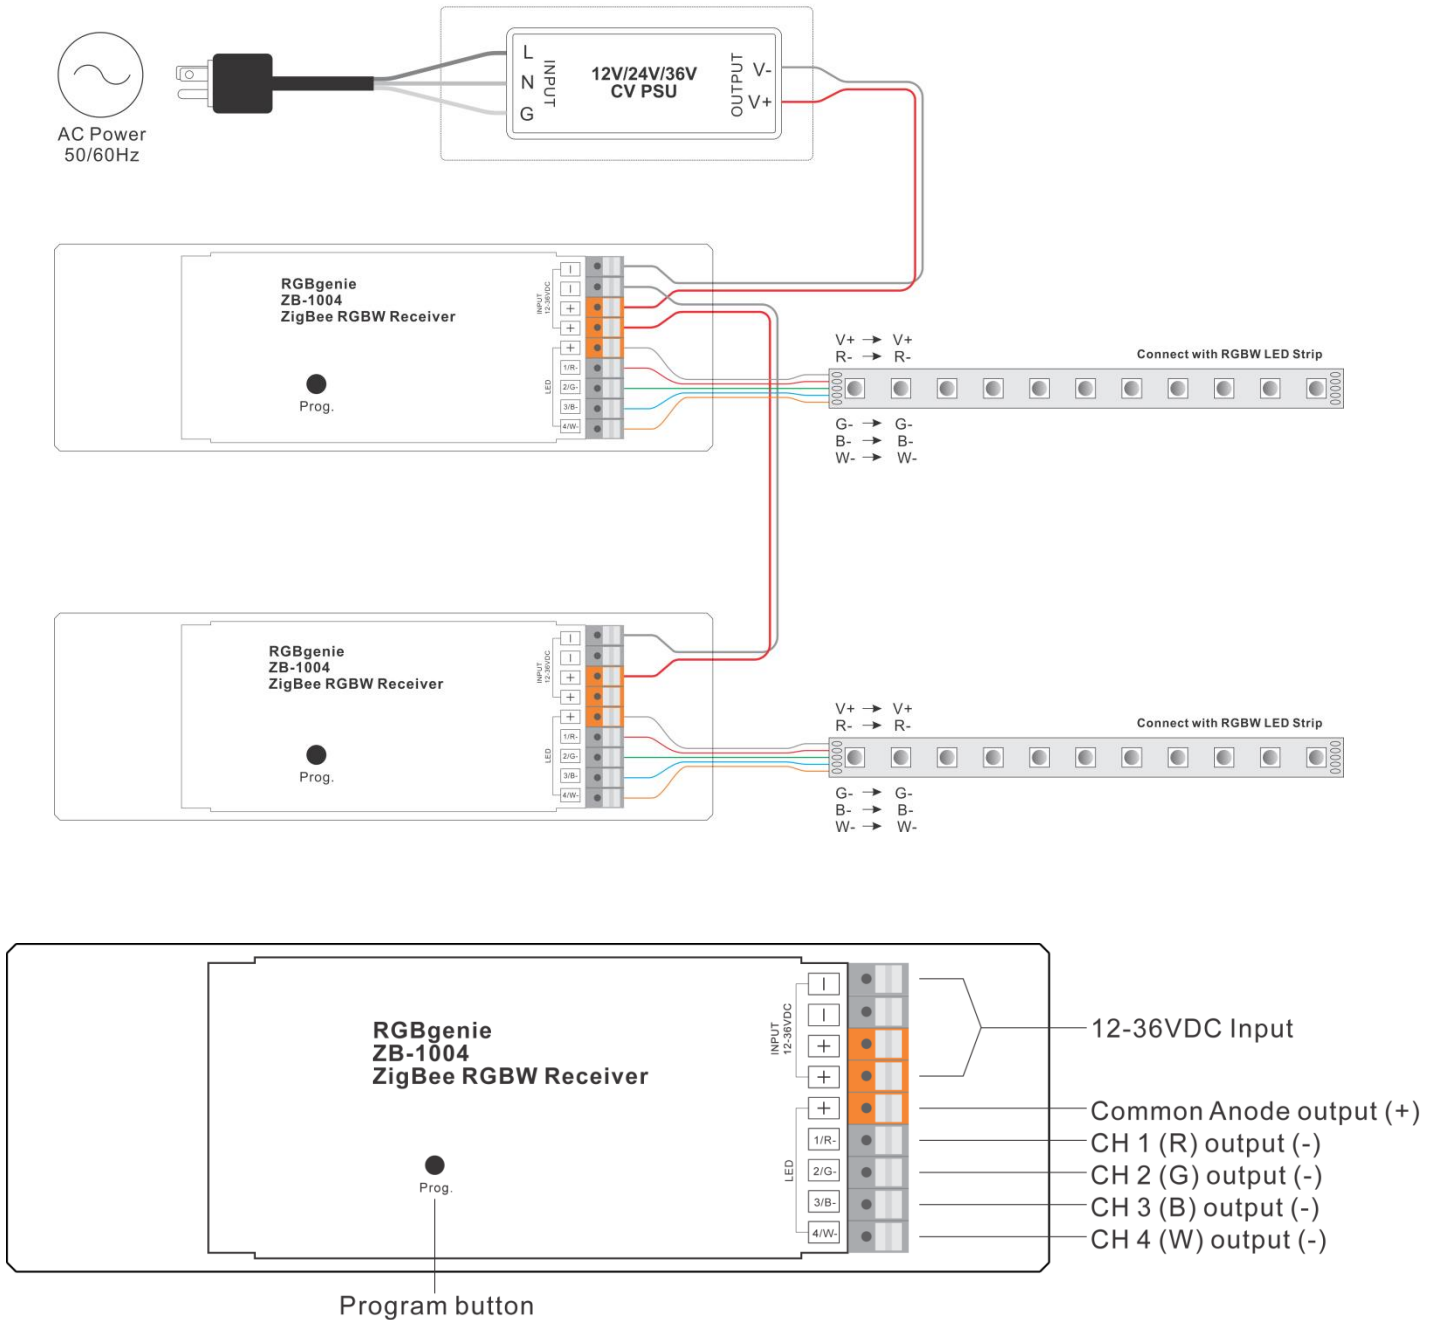 AC Power
50/60Hz
L
N
G
INPUT
12V/24V/36V
CV PSU
OUTPUT
V-
V+
RGBgenie
ZB-1004
ZigBee RGBW Receiver
Prog.
INPUT
12-36VDC
LED
−
−
+
+
+
1/R-
2/G-
3/B-
4/W-
V+ → V+
R- → R-
Connect with RGBW LED Strip
G- → G-
B- → B-
W- → W-
RGBgenie
ZB-1004
ZigBee RGBW Receiver
Prog.
INPUT
12-36VDC
LED
−
−
+
+
+
1/R-
2/G-
3/B-
4/W-
V+ → V+
R- → R-
Connect with RGBW LED Strip
G- → G-
B- → B-
W- → W-
RGBgenie
ZB-1004
ZigBee RGBW Receiver
Prog.
INPUT
12-36VDC
LED
−
−
+
+
+
1/R-
2/G-
3/B-
4/W-
12-36VDC Input
Common Anode output (+)
CH 1 (R) output (-)
CH 2 (G) output (-)
CH 3 (B) output (-)
CH 4 (W) output (-)
Program button